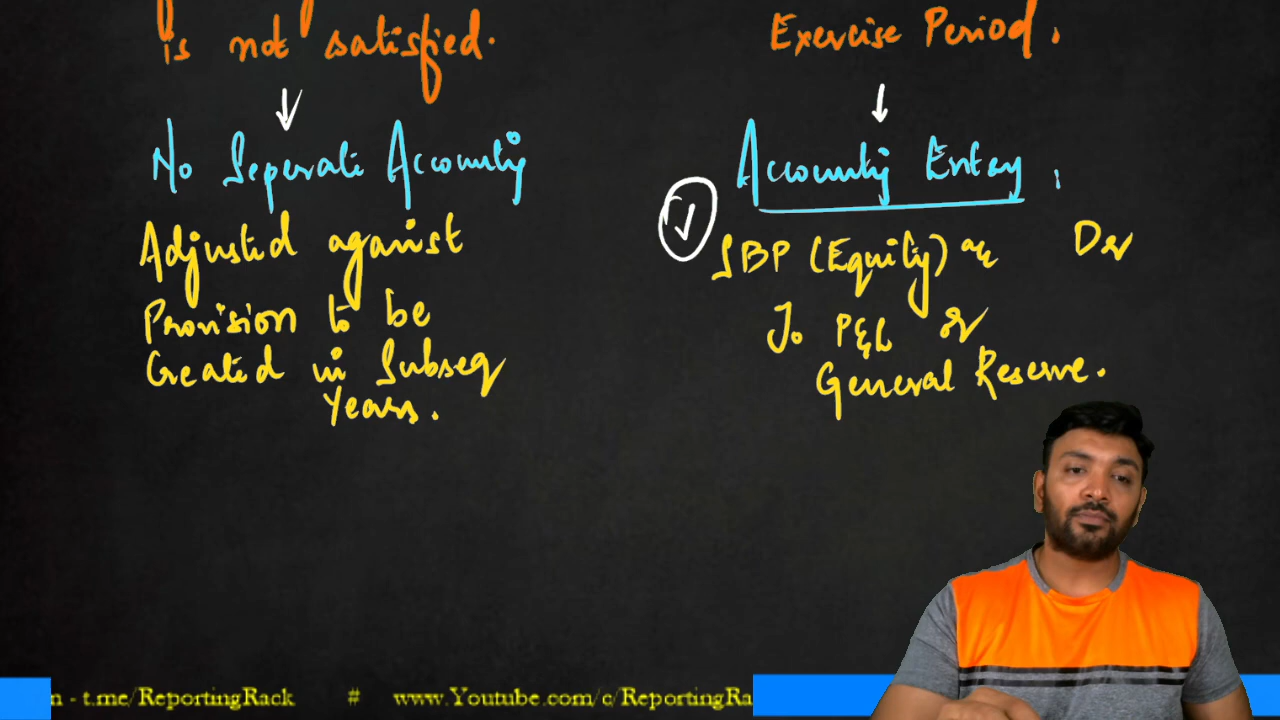 is not satisfied.
↓
No Seperate Accounting
Adjusted against
Provision to be
Created in Subseq
Years.
Exercise Period.
↓
Accounting Entry.
SBP (Equity) a/c Dr
To P&L or
General Reserve.
- t.me/ReportingRack # www.Youtube.com/c/ReportingRa